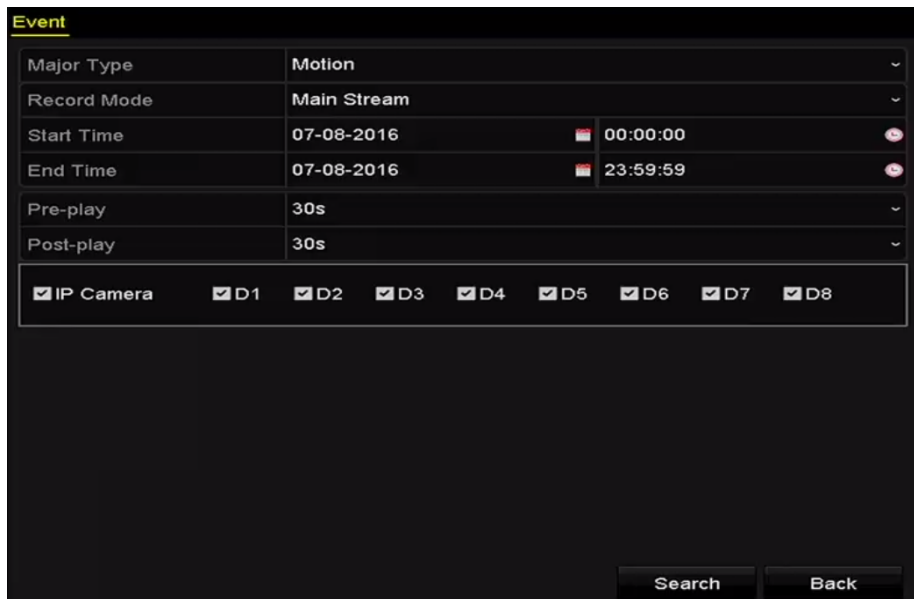 Event
Major Type Motion
Record Mode Main Stream
Start Time 07-08-2016 00:00:00
End Time 07-08-2016 23:59:59
Pre-play 30s
Post-play 30s
IP Camera D1 D2 D3 D4 D5 D6 D7 D8
Search Back